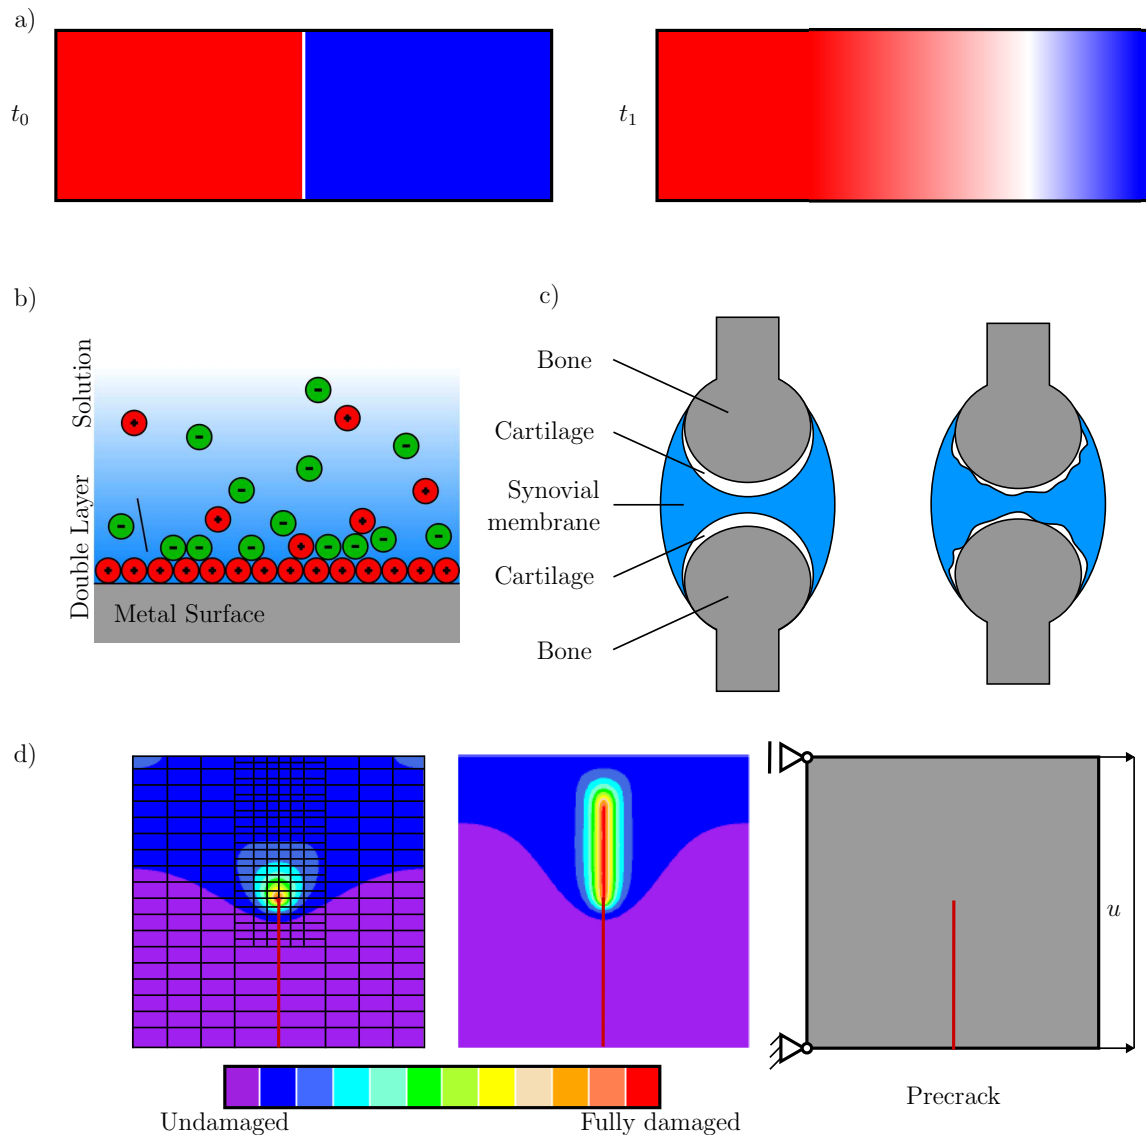 a)
t₀
t₁
b)
Solution
Double Layer
Metal Surface
c)
Bone
Cartilage
Synovial
membrane
Cartilage
Bone
d)
u
Undamaged
Fully damaged
Precrack